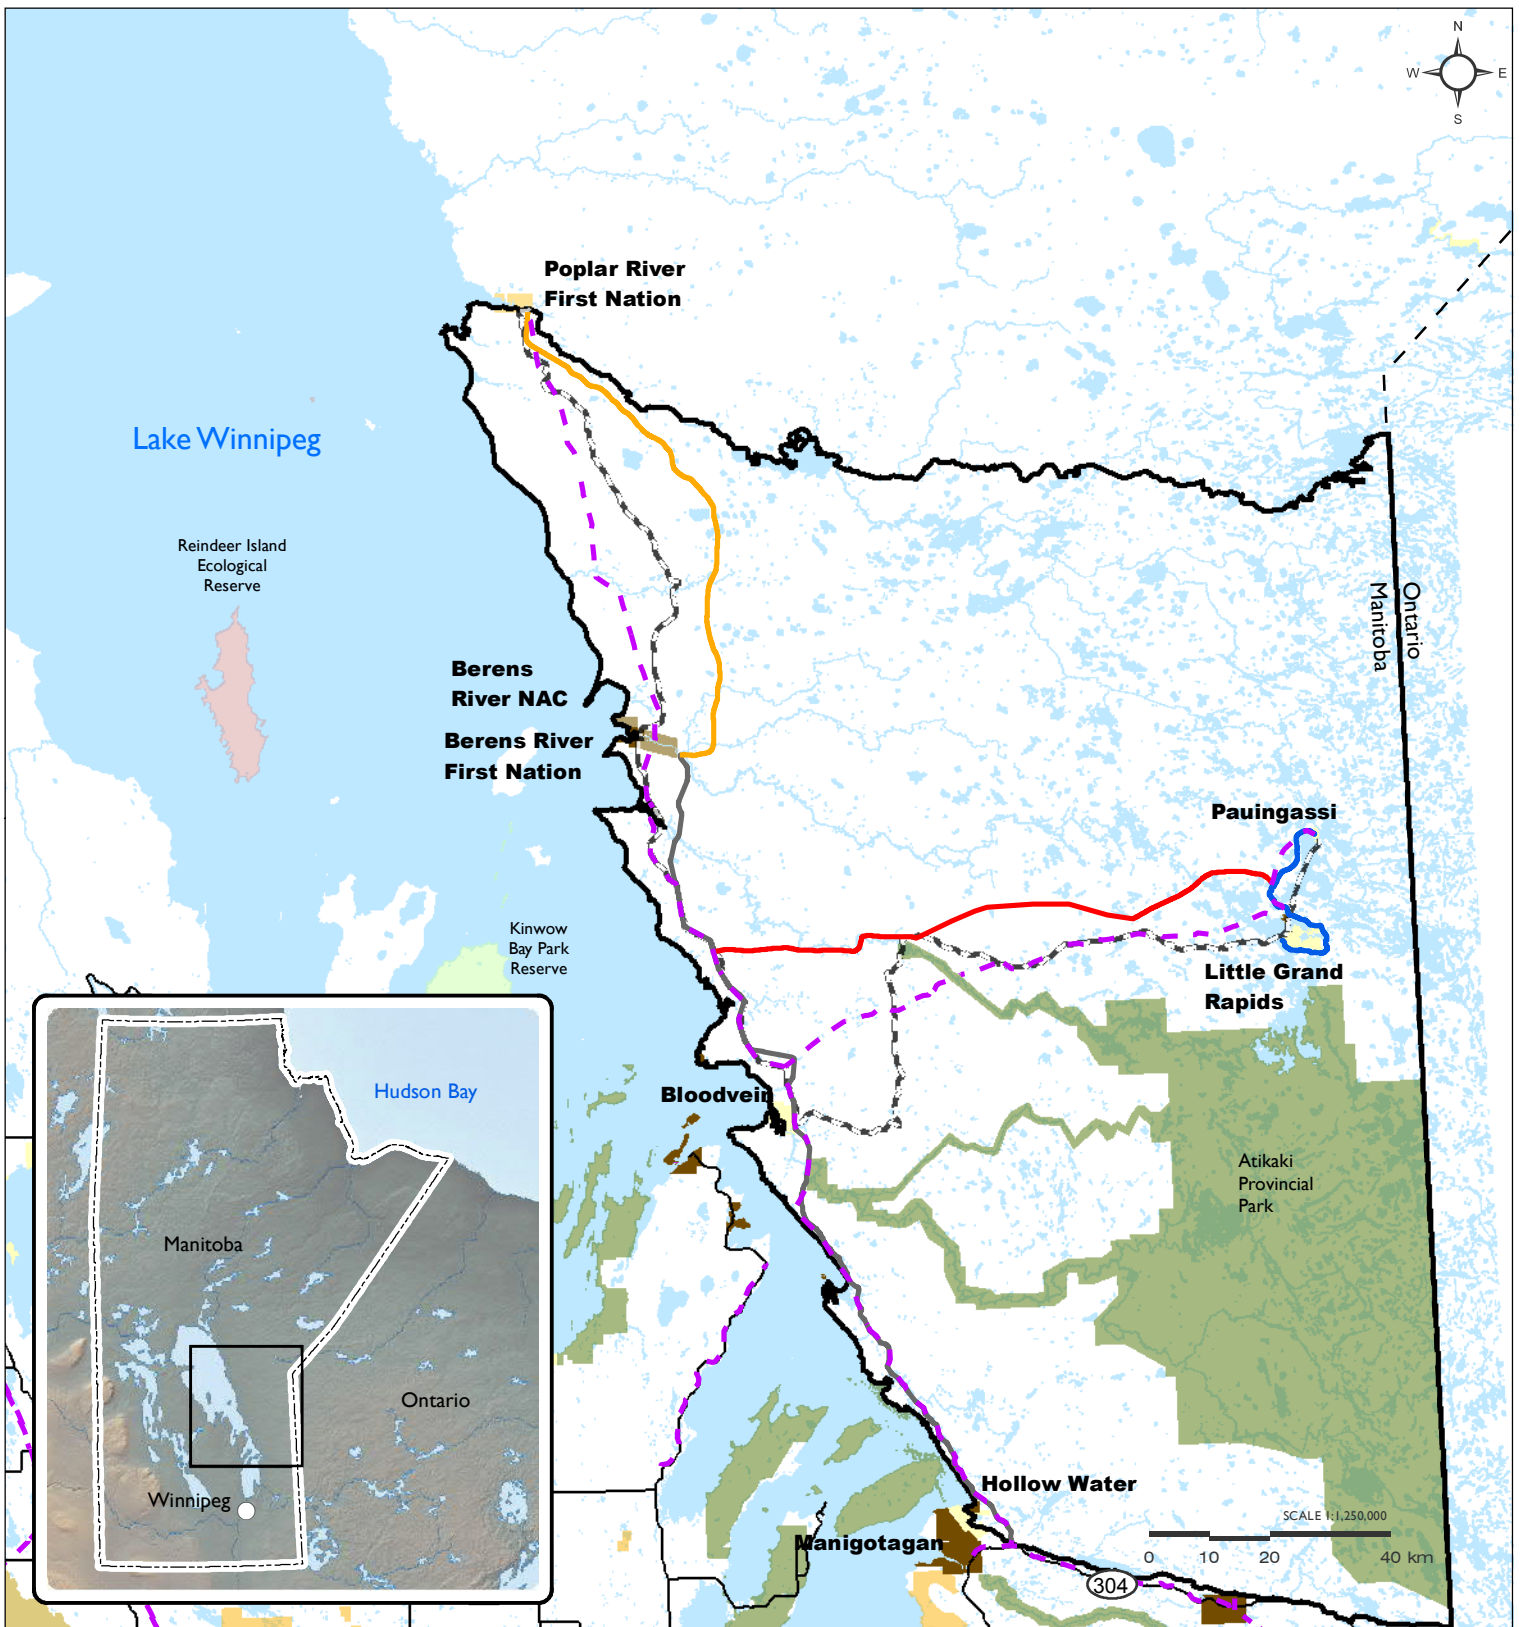 N
W
E
S
Poplar River
First Nation
Lake Winnipeg
Reindeer Island
Ecological
Reserve
Ontario
Manitoba
Berens
River NAC
Berens River
First Nation
Pauingassi
Kinwow
Bay Park
Reserve
Little Grand
Rapids
Hudson Bay
Bloodvein
Atikaki
Provincial
Park
Manitoba
Ontario
Winnipeg
Hollow Water
SCALE 1:1,250,000
Manigotagan
0 10 20 40 km
304